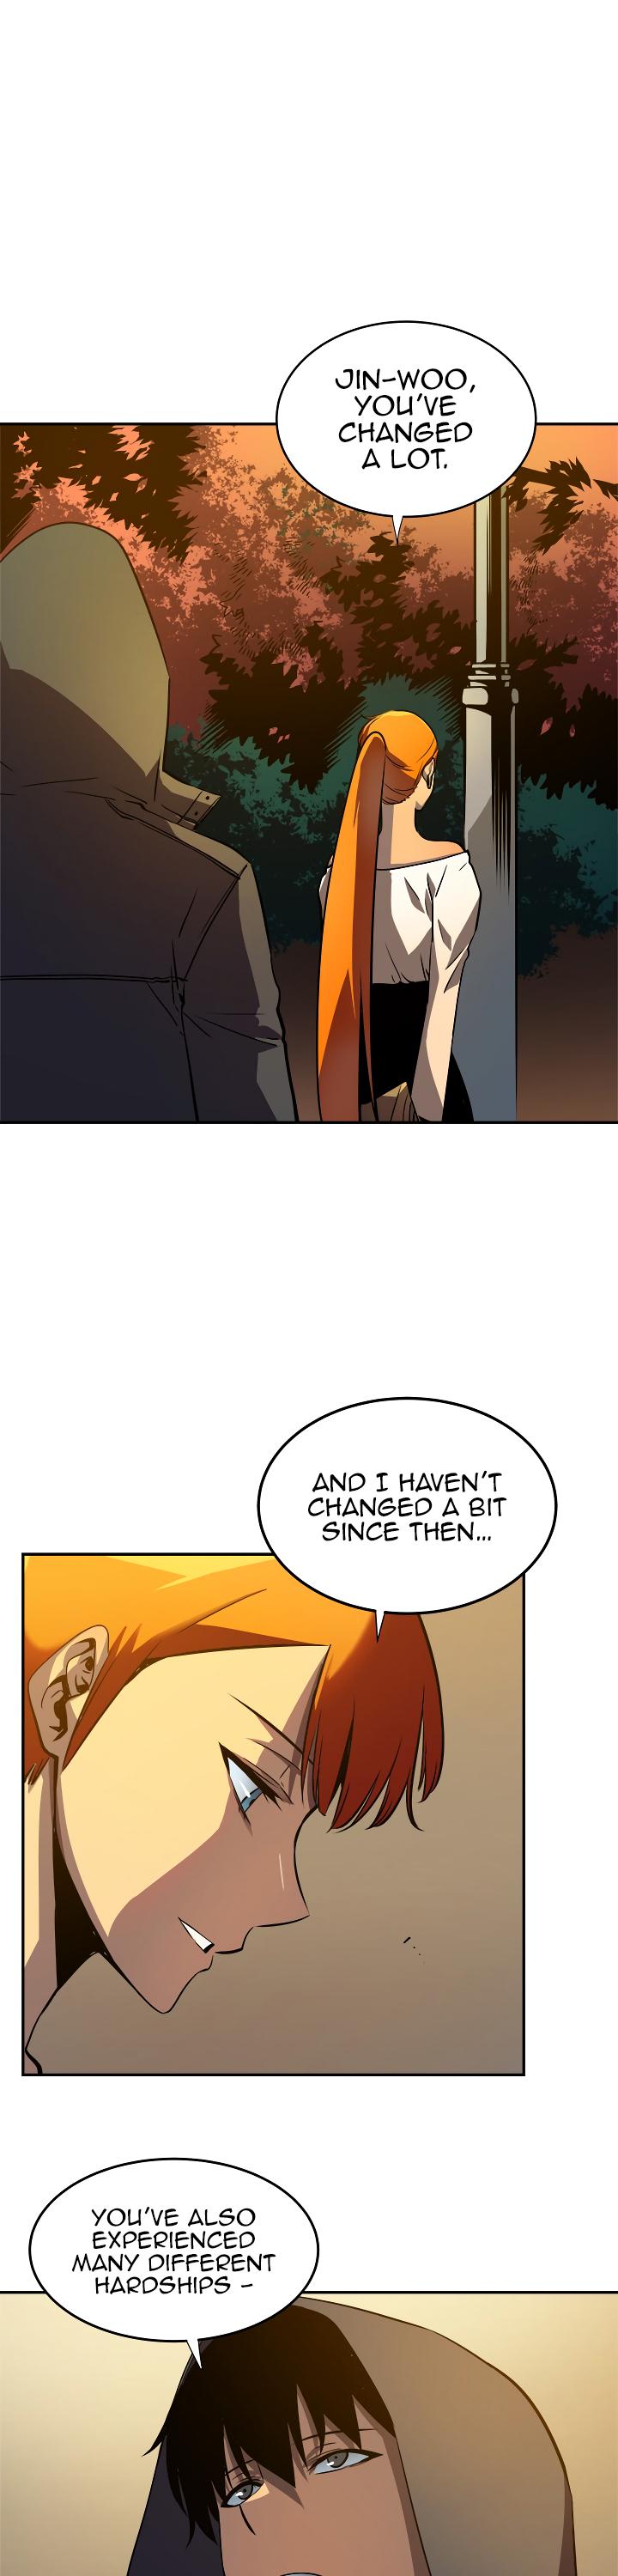 JIN-WOO,
YOU'VE
CHANGED
A LOT.
AND I HAVEN'T
CHANGED A BIT
SINCE THEN...
YOU'VE ALSO
EXPERIENCED
MANY DIFFERENT
HARDSHIPS -